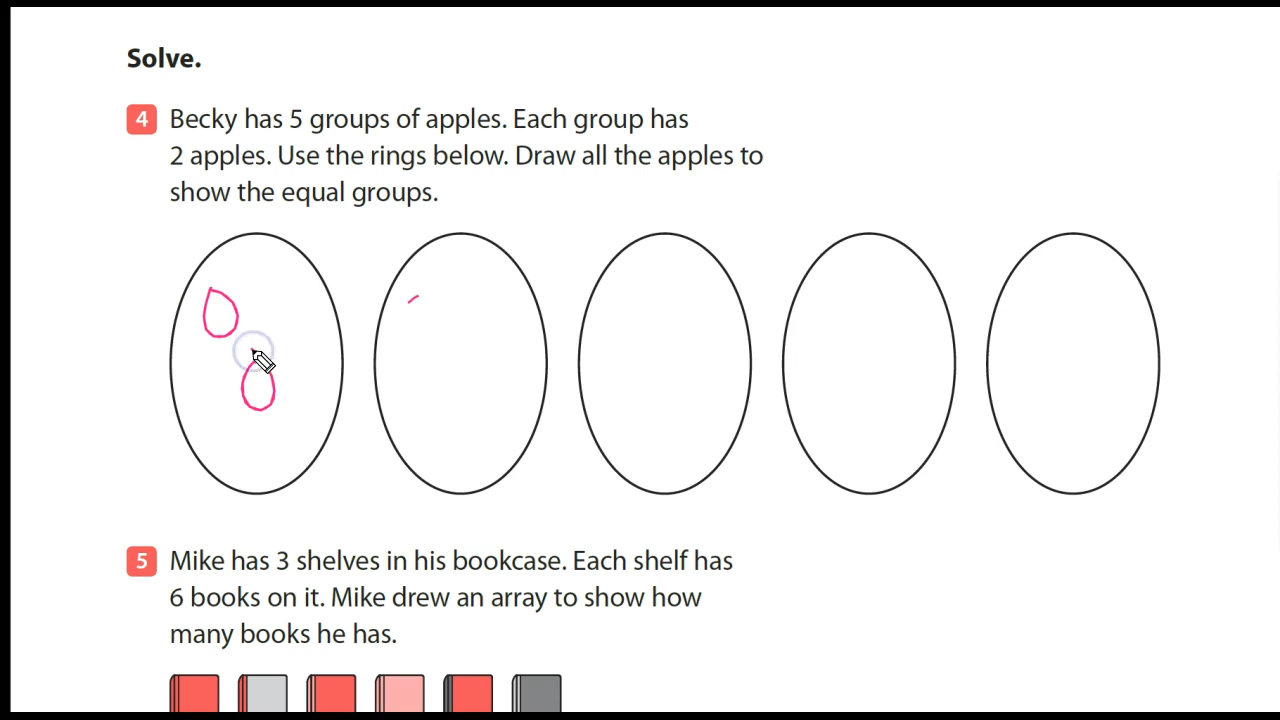 Solve.
4 Becky has 5 groups of apples. Each group has
2 apples. Use the rings below. Draw all the apples to
show the equal groups.
5 Mike has 3 shelves in his bookcase. Each shelf has
6 books on it. Mike drew an array to show how
many books he has.